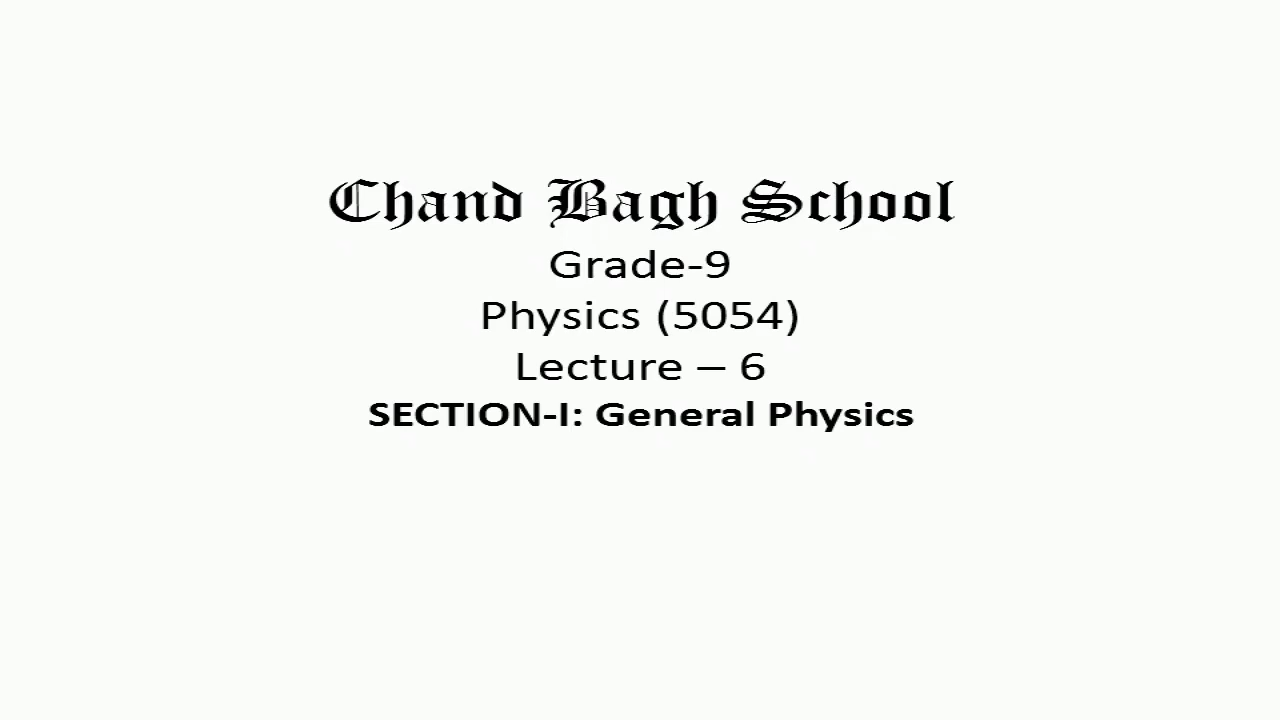 Chand Bagh School
Grade-9
Physics (5054)
Lecture – 6
SECTION-I: General Physics